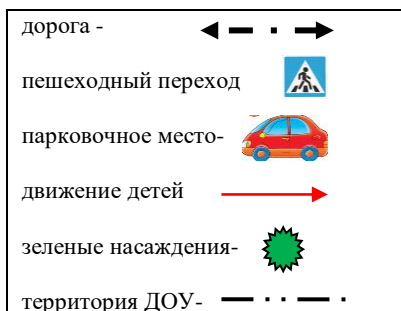 дорога -
пешеходный переход
парковочное место-
движение детей
зеленые насаждения-
территория ДОУ-